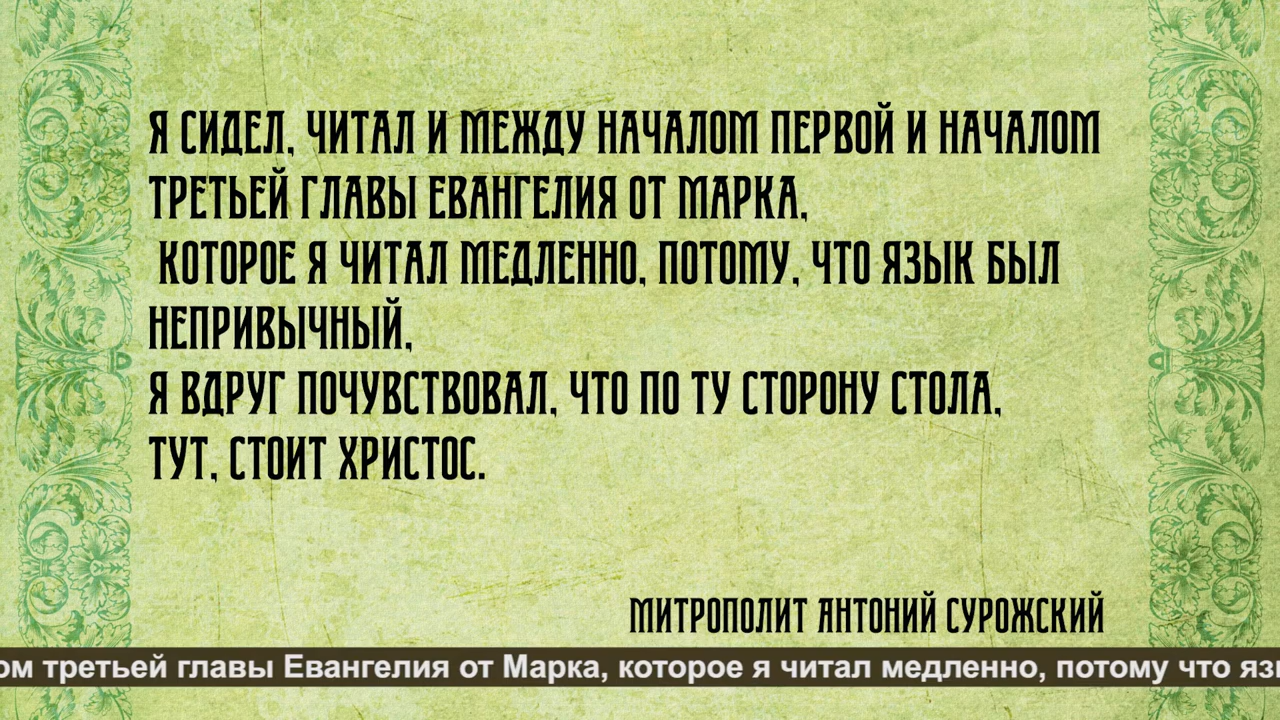 Я СИДЕЛ, ЧИТАЛ И МЕЖДУ НАЧАЛОМ ПЕРВОЙ И НАЧАЛОМ
ТРЕТЬЕЙ ГЛАВЫ ЕВАНГЕЛИЯ ОТ МАРКА,
КОТОРОЕ Я ЧИТАЛ МЕДЛЕННО, ПОТОМУ, ЧТО ЯЗЫК БЫЛ
НЕПРИВЫЧНЫЙ,
Я ВДРУГ ПОЧУВСТВОВАЛ, ЧТО ПО ТУ СТОРОНУ СТОЛА,
ТУТ, СТОИТ ХРИСТОС.
МИТРОПОЛИТ АНТОНИЙ СУРОЖСКИЙ
ом третьей главы Евангелия от Марка, которое я читал медленно, потому что язы